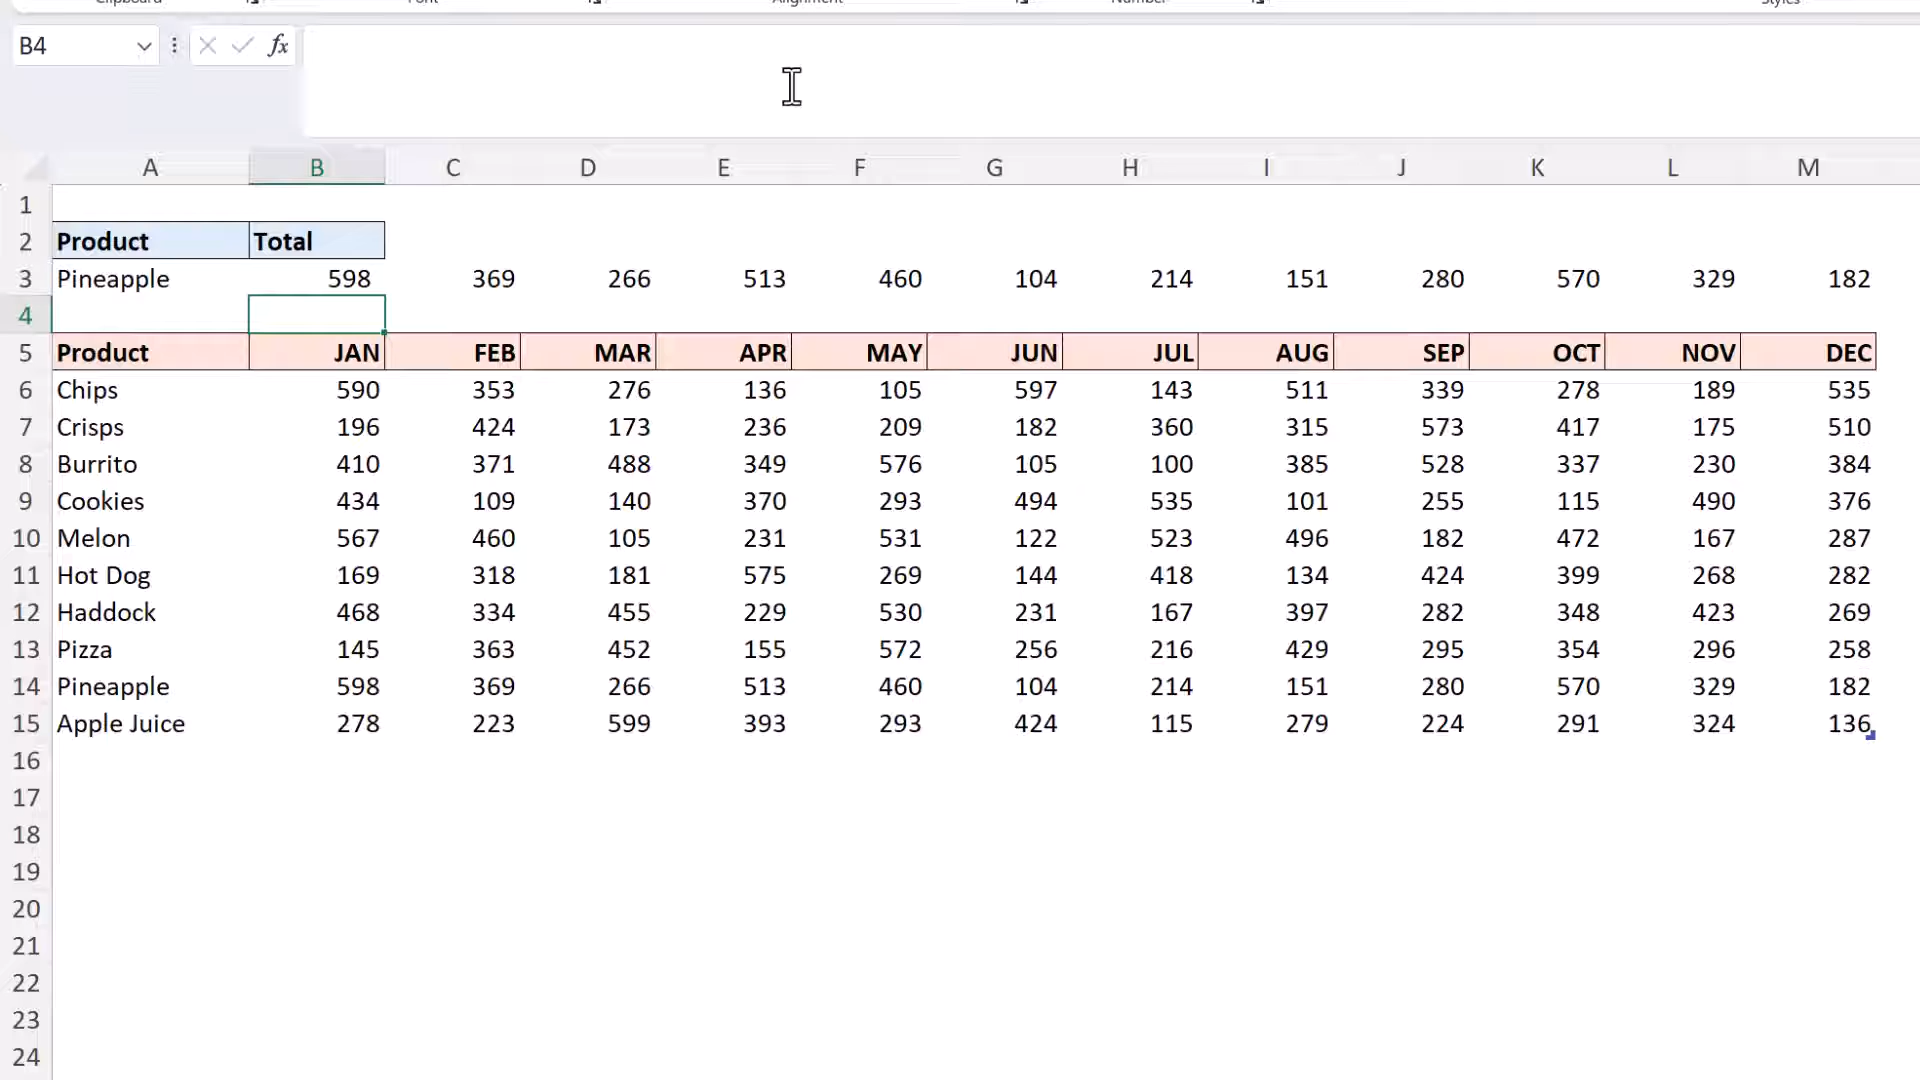 Clipboard Font Alignment Number Styles
B4 fx
A B C D E F G H I J K L M
1
2 Product Total
3 Pineapple 598 369 266 513 460 104 214 151 280 570 329 182
4
5 Product JAN FEB MAR APR MAY JUN JUL AUG SEP OCT NOV DEC
6 Chips 590 353 276 136 105 597 143 511 339 278 189 535
7 Crisps 196 424 173 236 209 182 360 315 573 417 175 510
8 Burrito 410 371 488 349 576 105 100 385 528 337 230 384
9 Cookies 434 109 140 370 293 494 535 101 255 115 490 376
10 Melon 567 460 105 231 531 122 523 496 182 472 167 287
11 Hot Dog 169 318 181 575 269 144 418 134 424 399 268 282
12 Haddock 468 334 455 229 530 231 167 397 282 348 423 269
13 Pizza 145 363 452 155 572 256 216 429 295 354 296 258
14 Pineapple 598 369 266 513 460 104 214 151 280 570 329 182
15 Apple Juice 278 223 599 393 293 424 115 279 224 291 324 136
16
17
18
19
20
21
22
23
24